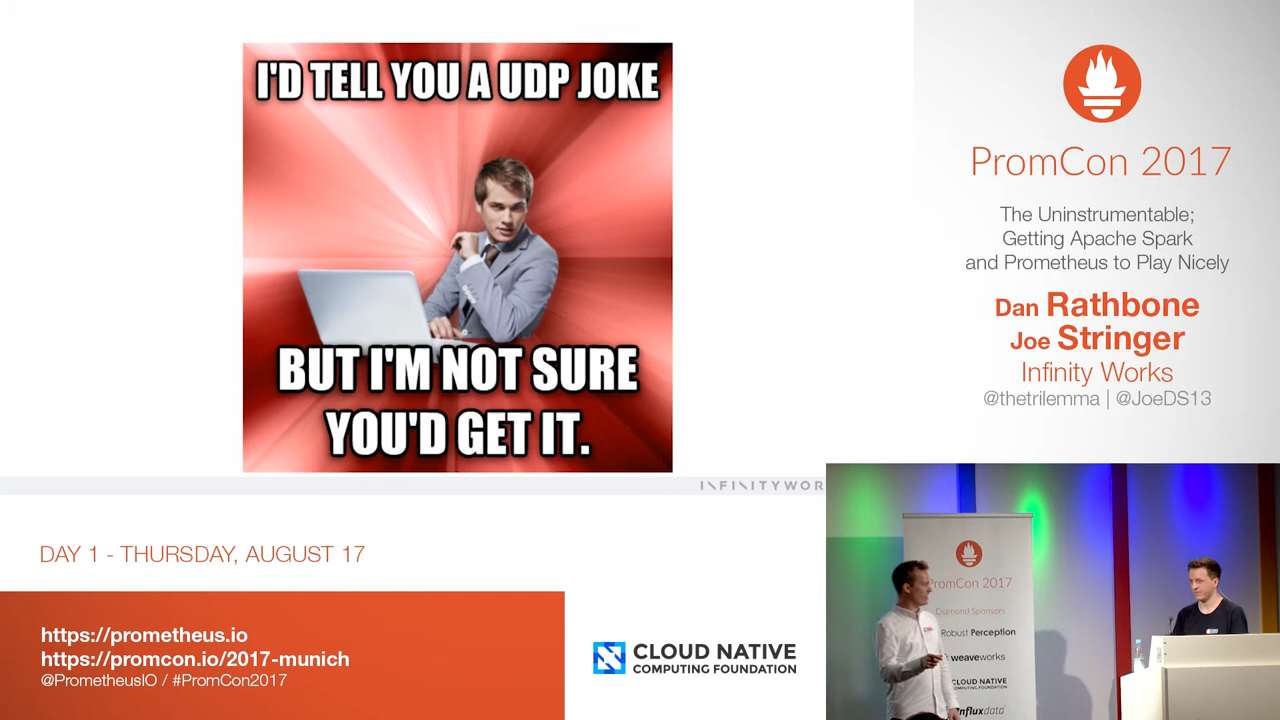 I'D TELL YOU A UDP JOKE
BUT I'M NOT SURE
YOU'D GET IT.
INFINITYWOR
DAY 1 - THURSDAY, AUGUST 17
https://prometheus.io
https://promcon.io/2017-munich
@PrometheusIO / #PromCon2017
CLOUD NATIVE
COMPUTING FOUNDATION
PromCon 2017
The Uninstrumentable;
Getting Apache Spark
and Prometheus to Play Nicely
Dan Rathbone
Joe Stringer
Infinity Works
@thetrilemma | @JoeDS13
PromCon 2017
Diamond Sponsors
Robust Perception
weaveworks
CLOUD NATIVE
COMPUTING FOUNDATION
influxdata